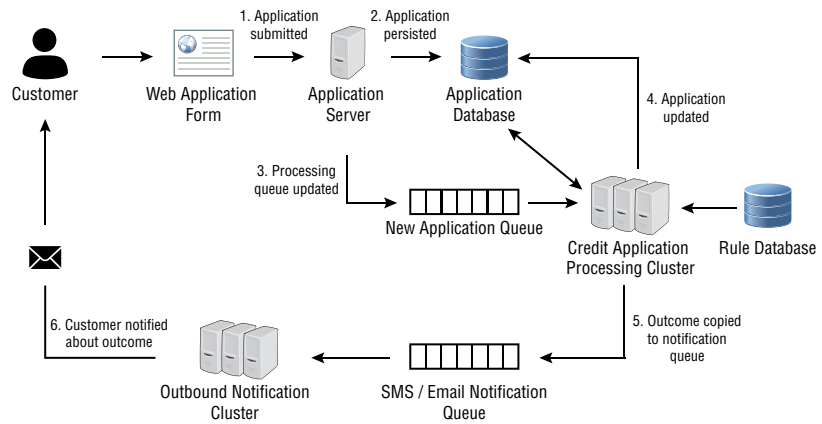 1. Application
submitted
2. Application
persisted
Customer
Web Application
Form
Application
Server
Application
Database
4. Application
updated
3. Processing
queue updated
New Application Queue
Credit Application
Processing Cluster
Rule Database
6. Customer notified
about outcome
5. Outcome copied
to notification
queue
Outbound Notification
Cluster
SMS / Email Notification
Queue